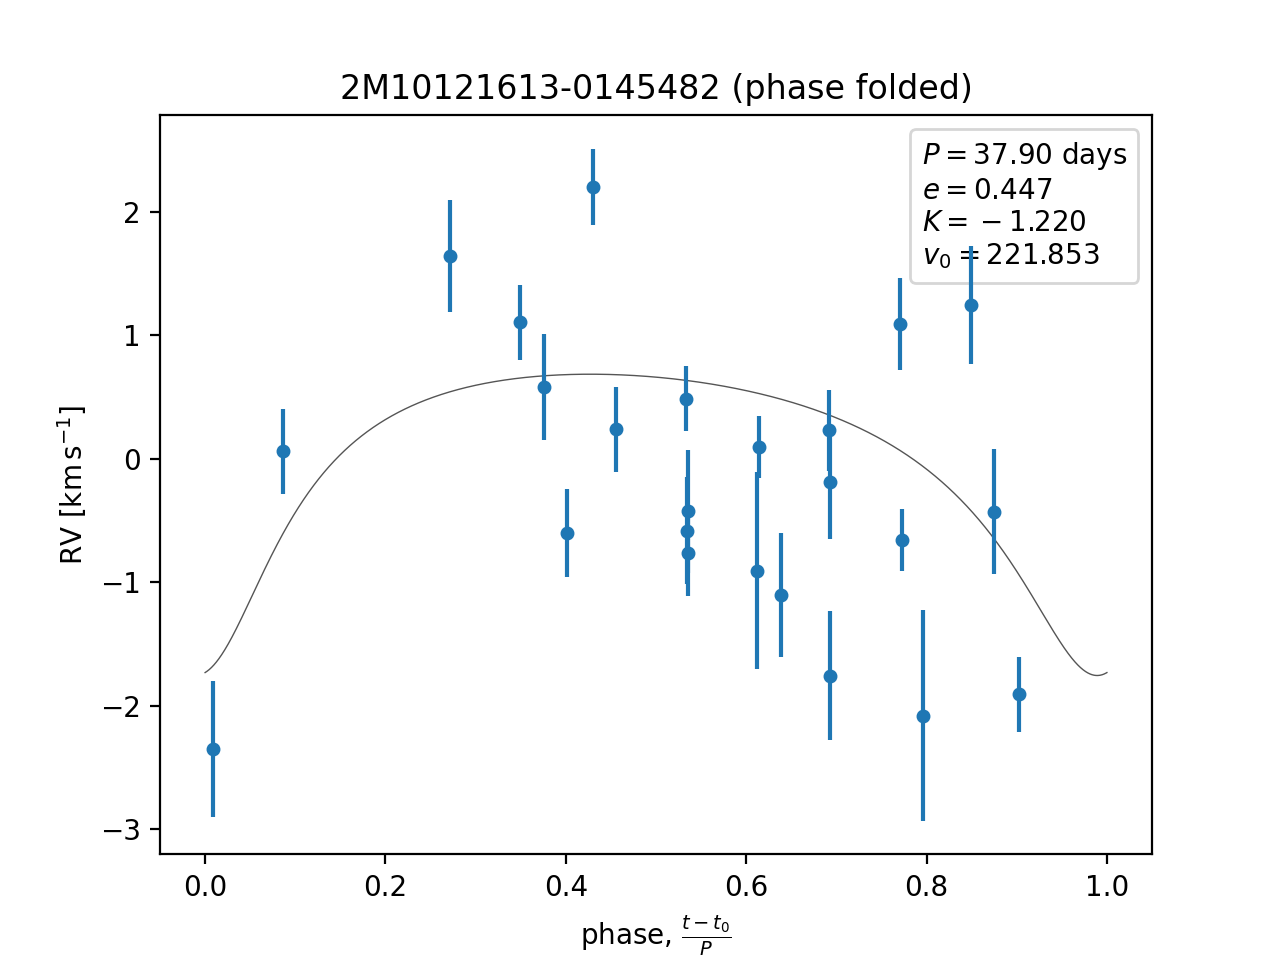 2M10121613-0145482 (phase folded)
P = 37.90 days
e = 0.447
K = − 1.220
v₀ = 221.853
2
1
0
−1
−2
−3
RV [km s⁻¹]
0.0 0.2 0.4 0.6 0.8 1.0
phase, (t − t₀)/P